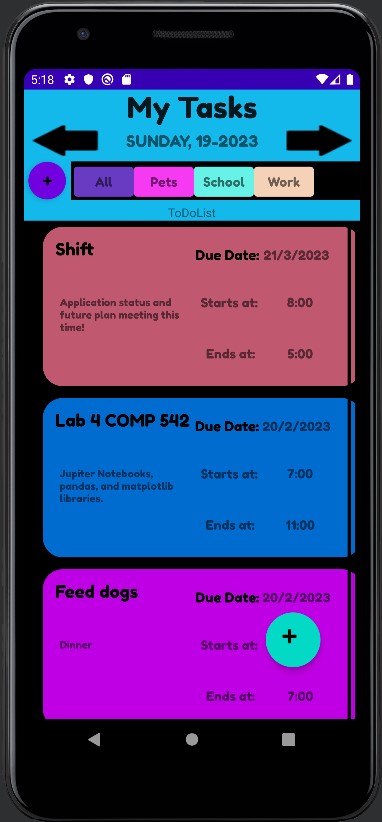 5:18
My Tasks
SUNDAY, 19-2023
+ All Pets School Work
ToDoList
Shift
Due Date: 21/3/2023
Application status and
future plan meeting this
time!
Starts at: 8:00
Ends at: 5:00
Lab 4 COMP 542
Due Date: 20/2/2023
Jupiter Notebooks,
pandas, and matplotlib
libraries.
Starts at: 7:00
Ends at: 11:00
Feed dogs
Due Date: 20/2/2023
Dinner
Starts at:
+
Ends at: 7:00